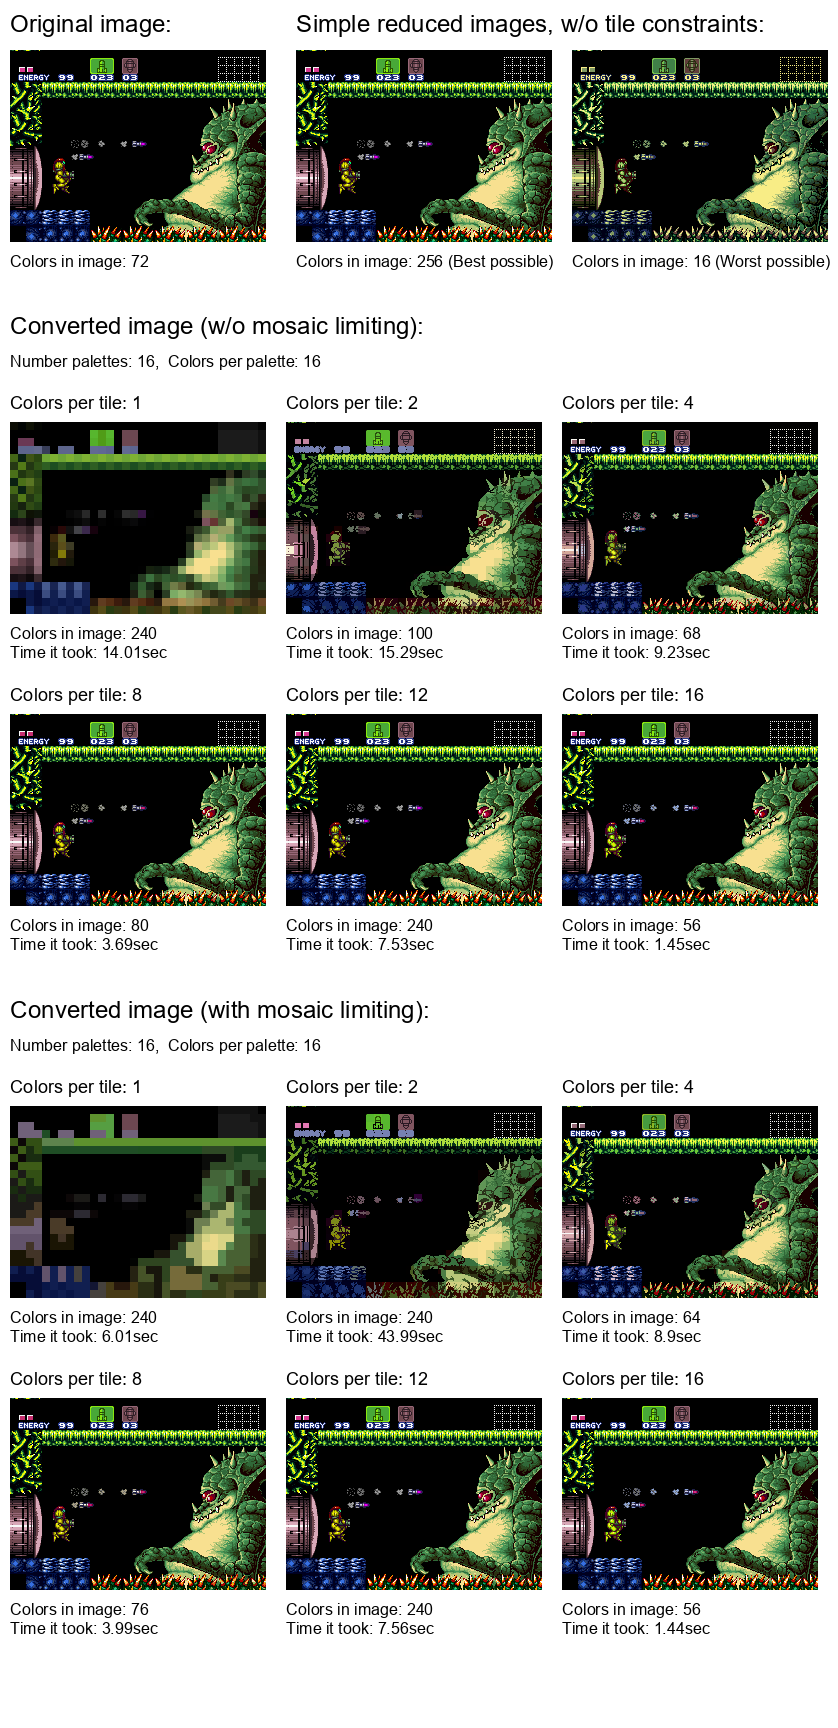 Original image:
Simple reduced images, w/o tile constraints:
ENERGY 99 023 03
ENERGY 99 023 03
ENERGY 99 023 03
Colors in image: 72
Colors in image: 256 (Best possible)
Colors in image: 16 (Worst possible)
Converted image (w/o mosaic limiting):
Number palettes: 16,  Colors per palette: 16
Colors per tile: 1
Colors per tile: 2
Colors per tile: 4
ENERGY 99 023 03
ENERGY 99 023 03
Colors in image: 240
Time it took: 14.01sec
Colors in image: 100
Time it took: 15.29sec
Colors in image: 68
Time it took: 9.23sec
Colors per tile: 8
Colors per tile: 12
Colors per tile: 16
ENERGY 99 023 03
ENERGY 99 023 03
ENERGY 99 023 03
Colors in image: 80
Time it took: 3.69sec
Colors in image: 240
Time it took: 7.53sec
Colors in image: 56
Time it took: 1.45sec
Converted image (with mosaic limiting):
Number palettes: 16,  Colors per palette: 16
Colors per tile: 1
Colors per tile: 2
Colors per tile: 4
ENERGY 99 023 03
ENERGY 99 023 03
Colors in image: 240
Time it took: 6.01sec
Colors in image: 240
Time it took: 43.99sec
Colors in image: 64
Time it took: 8.9sec
Colors per tile: 8
Colors per tile: 12
Colors per tile: 16
ENERGY 99 023 03
ENERGY 99 023 03
ENERGY 99 023 03
Colors in image: 76
Time it took: 3.99sec
Colors in image: 240
Time it took: 7.56sec
Colors in image: 56
Time it took: 1.44sec